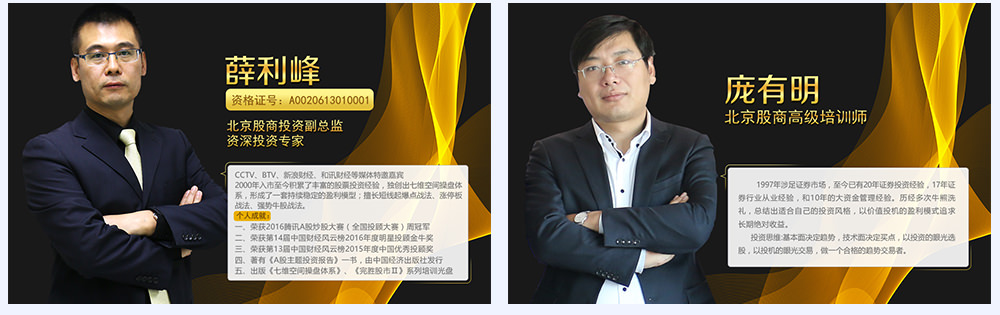 薛利峰
资格证号：A0020613010001
北京股商投资副总监
资深投资专家
CCTV、BTV、新浪财经、和讯财经等媒体特邀嘉宾
2000年入市至今积累了丰富的股票投资经验，独创出七维空间操盘体
系，形成了一套持续稳定的盈利模型；擅长短线起爆点战法、涨停板
战法、强势牛股战法。
个人成就：
一、荣获2016腾讯A股炒股大赛（全国投顾大赛）周冠军
二、荣获第14届中国财经风云榜2016年度明星投顾金牛奖
三、荣获第13届中国财经风云榜2015年度中国优秀投顾奖
四、著有《A股主题投资报告》一书，由中国经济出版社发行
五、出版《七维空间操盘体系》、《完胜股市Ⅱ》系列培训光盘
庞有明
北京股商高级培训师
1997年涉足证券市场，至今已有20年证券投资经验，17年证
券行业从业经验，和10年的大资金管理经验。历经多次牛熊洗
礼，总结出适合自己的投资风格，以价值投机的盈利模式追求
长期绝对收益。
投资思维:基本面决定趋势，技术面决定买点，以投资的眼光选
股，以投机的眼光交易，做一个合格的趋势交易者。